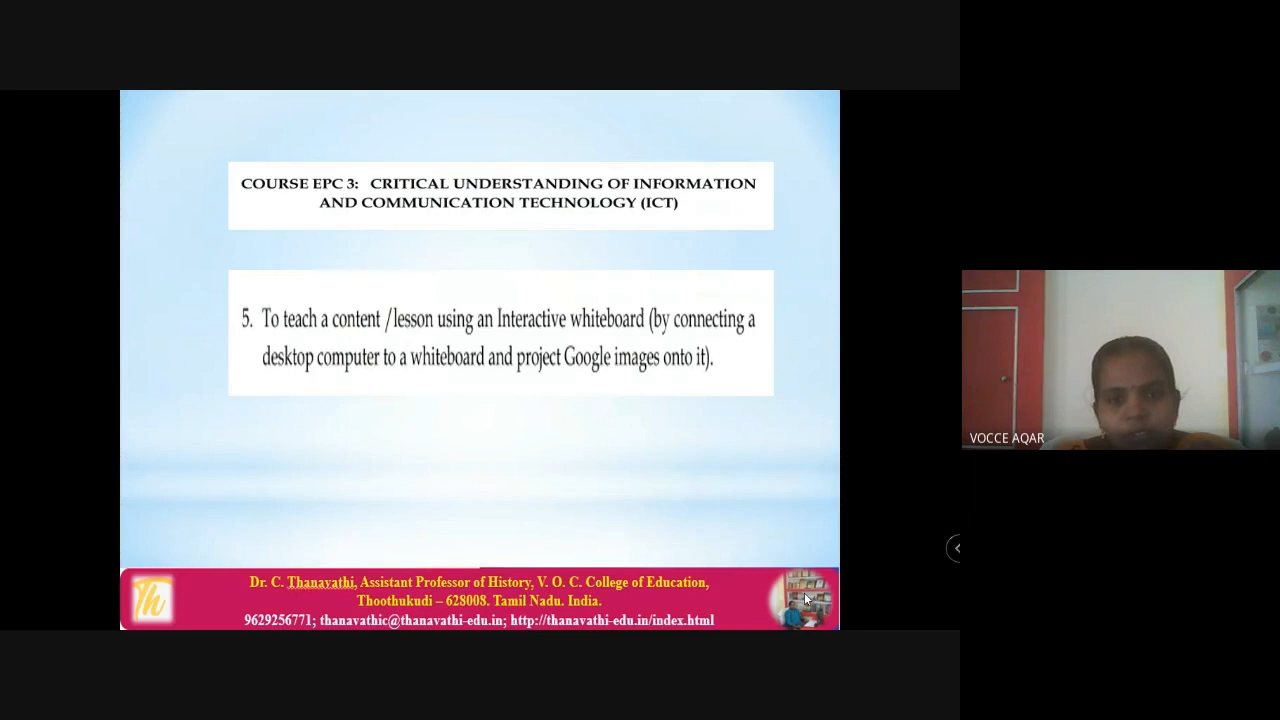 COURSE EPC 3: CRITICAL UNDERSTANDING OF INFORMATION
AND COMMUNICATION TECHNOLOGY (ICT)
5. To teach a content /lesson using an Interactive whiteboard (by connecting a
desktop computer to a whiteboard and project Google images onto it).
VOCCE AQAR
Th
Dr. C. Thanavathi, Assistant Professor of History, V. O. C. College of Education,
Thoothukudi – 628008. Tamil Nadu. India.
9629256771; thanavathic@thanavathi-edu.in; http://thanavathi-edu.in/index.html